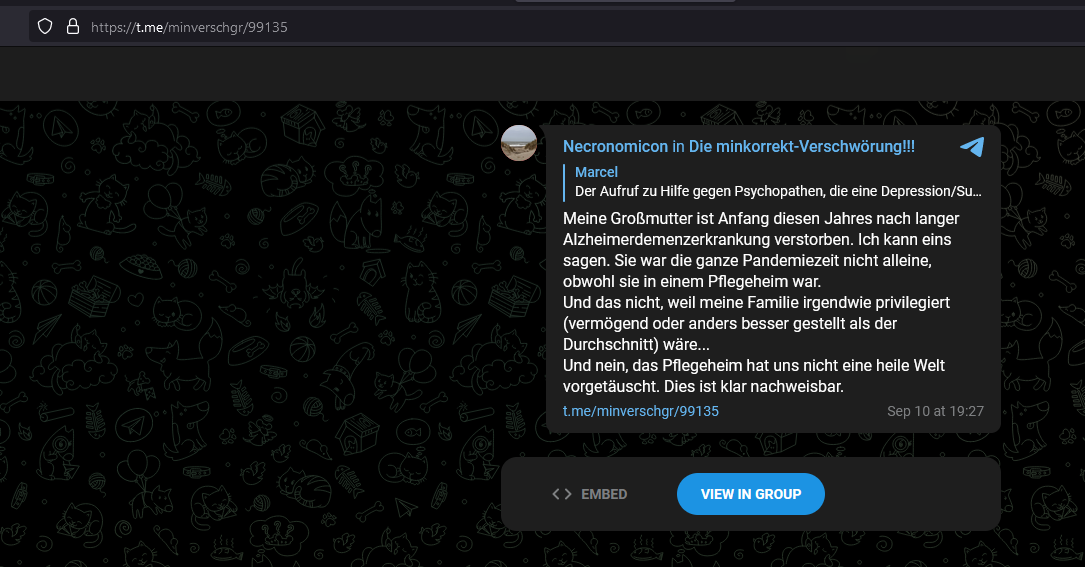 https://t.me/minverschgr/99135
Necronomicon in Die minkorrekt-Verschwörung!!!
Marcel
Der Aufruf zu Hilfe gegen Psychopathen, die eine Depression/Su...
Meine Großmutter ist Anfang diesen Jahres nach langer
Alzheimerdemenzerkrankung verstorben. Ich kann eins
sagen. Sie war die ganze Pandemiezeit nicht alleine,
obwohl sie in einem Pflegeheim war.
Und das nicht, weil meine Familie irgendwie privilegiert
(vermögend oder anders besser gestellt als der
Durchschnitt) wäre...
Und nein, das Pflegeheim hat uns nicht eine heile Welt
vorgetäuscht. Dies ist klar nachweisbar.
t.me/minverschgr/99135 Sep 10 at 19:27
EMBED VIEW IN GROUP